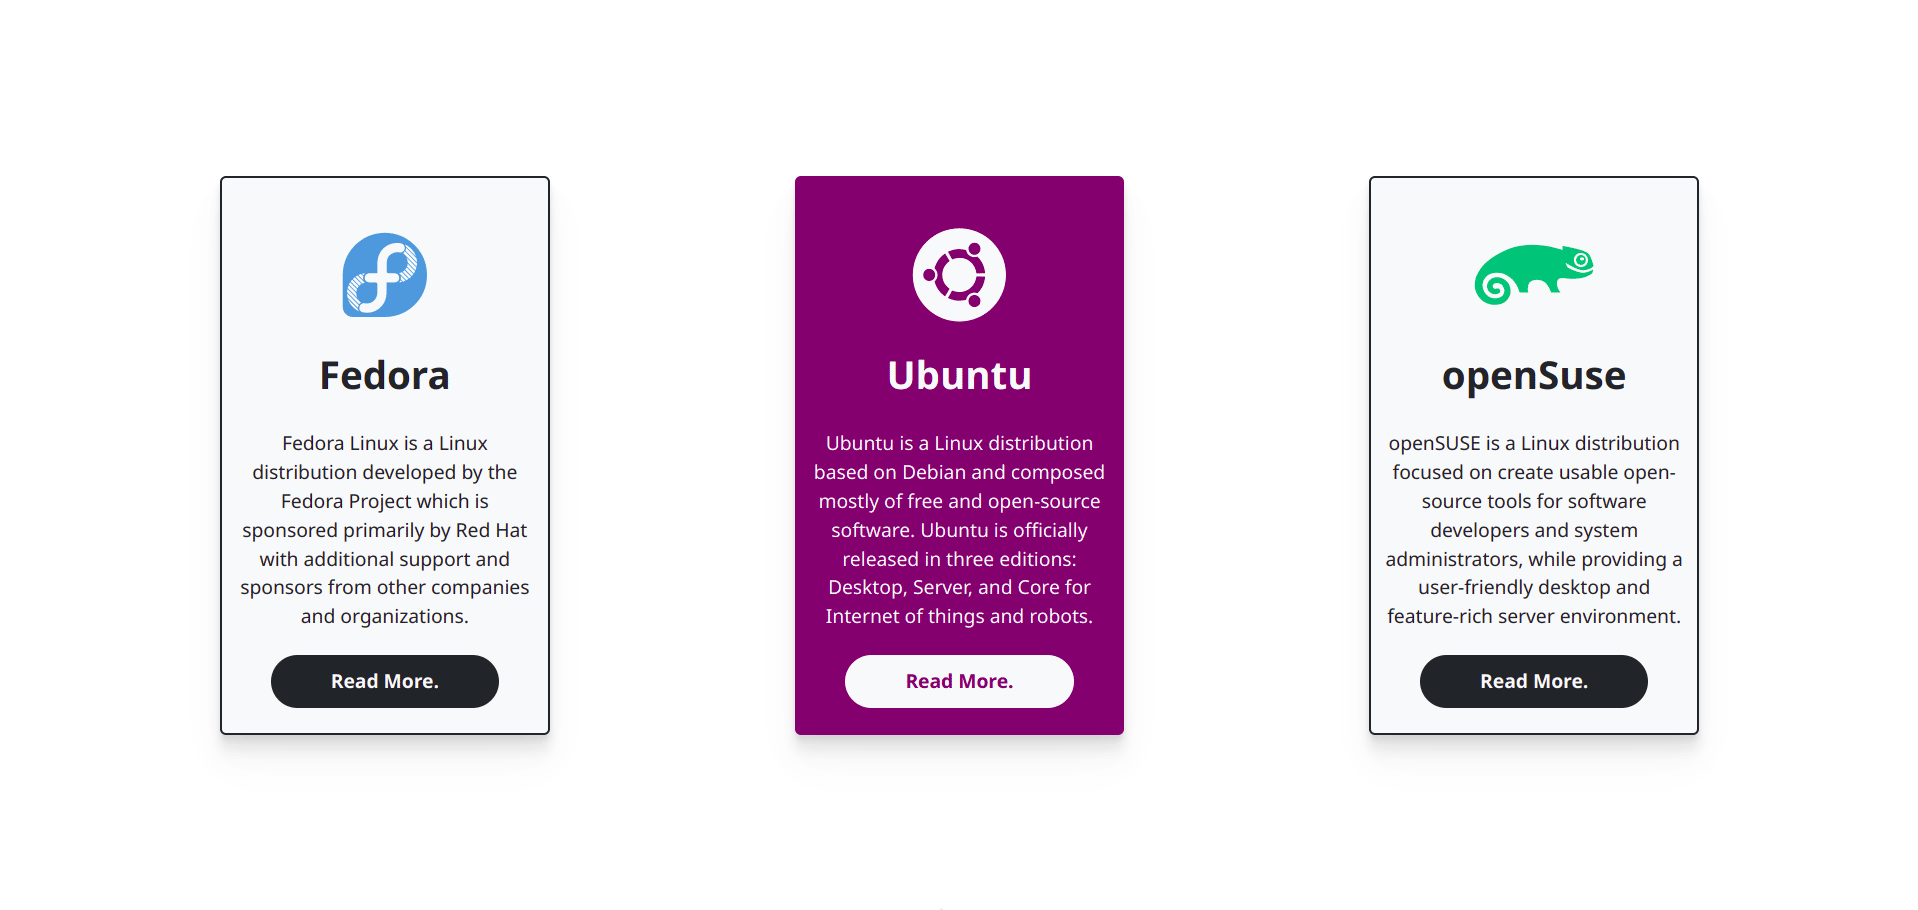 Fedora
Fedora Linux is a Linux
distribution developed by the
Fedora Project which is
sponsored primarily by Red Hat
with additional support and
sponsors from other companies
and organizations.
Read More.
Ubuntu
Ubuntu is a Linux distribution
based on Debian and composed
mostly of free and open-source
software. Ubuntu is officially
released in three editions:
Desktop, Server, and Core for
Internet of things and robots.
Read More.
openSuse
openSUSE is a Linux distribution
focused on create usable open-
source tools for software
developers and system
administrators, while providing a
user-friendly desktop and
feature-rich server environment.
Read More.